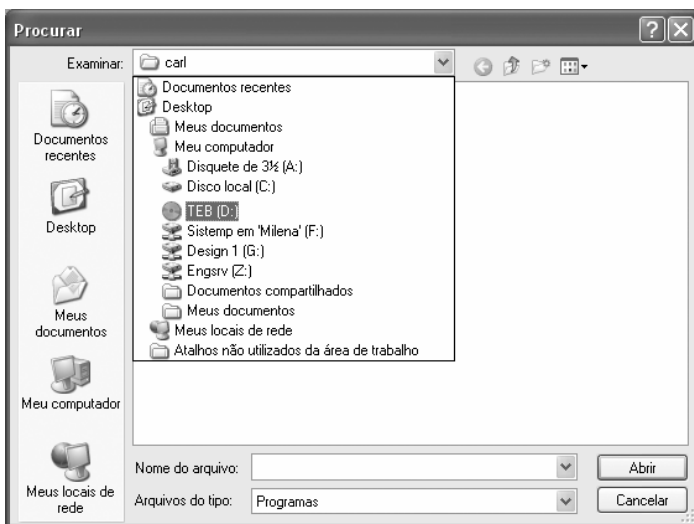 Procurar
Examinar:
carl
Documentos recentes
Desktop
Meus documentos
Meu computador
Disquete de 3½ (A:)
Disco local (C:)
TEB (D:)
Sistemp em 'Milena' (F:)
Design 1 (G:)
Engsrv (Z:)
Documentos compartilhados
Meus documentos
Meus locais de rede
Atalhos não utilizados da área de trabalho
Documentos
recentes
Desktop
Meus
documentos
Meu computador
Meus locais de
rede
Nome do arquivo:
Abrir
Arquivos do tipo:
Programas
Cancelar